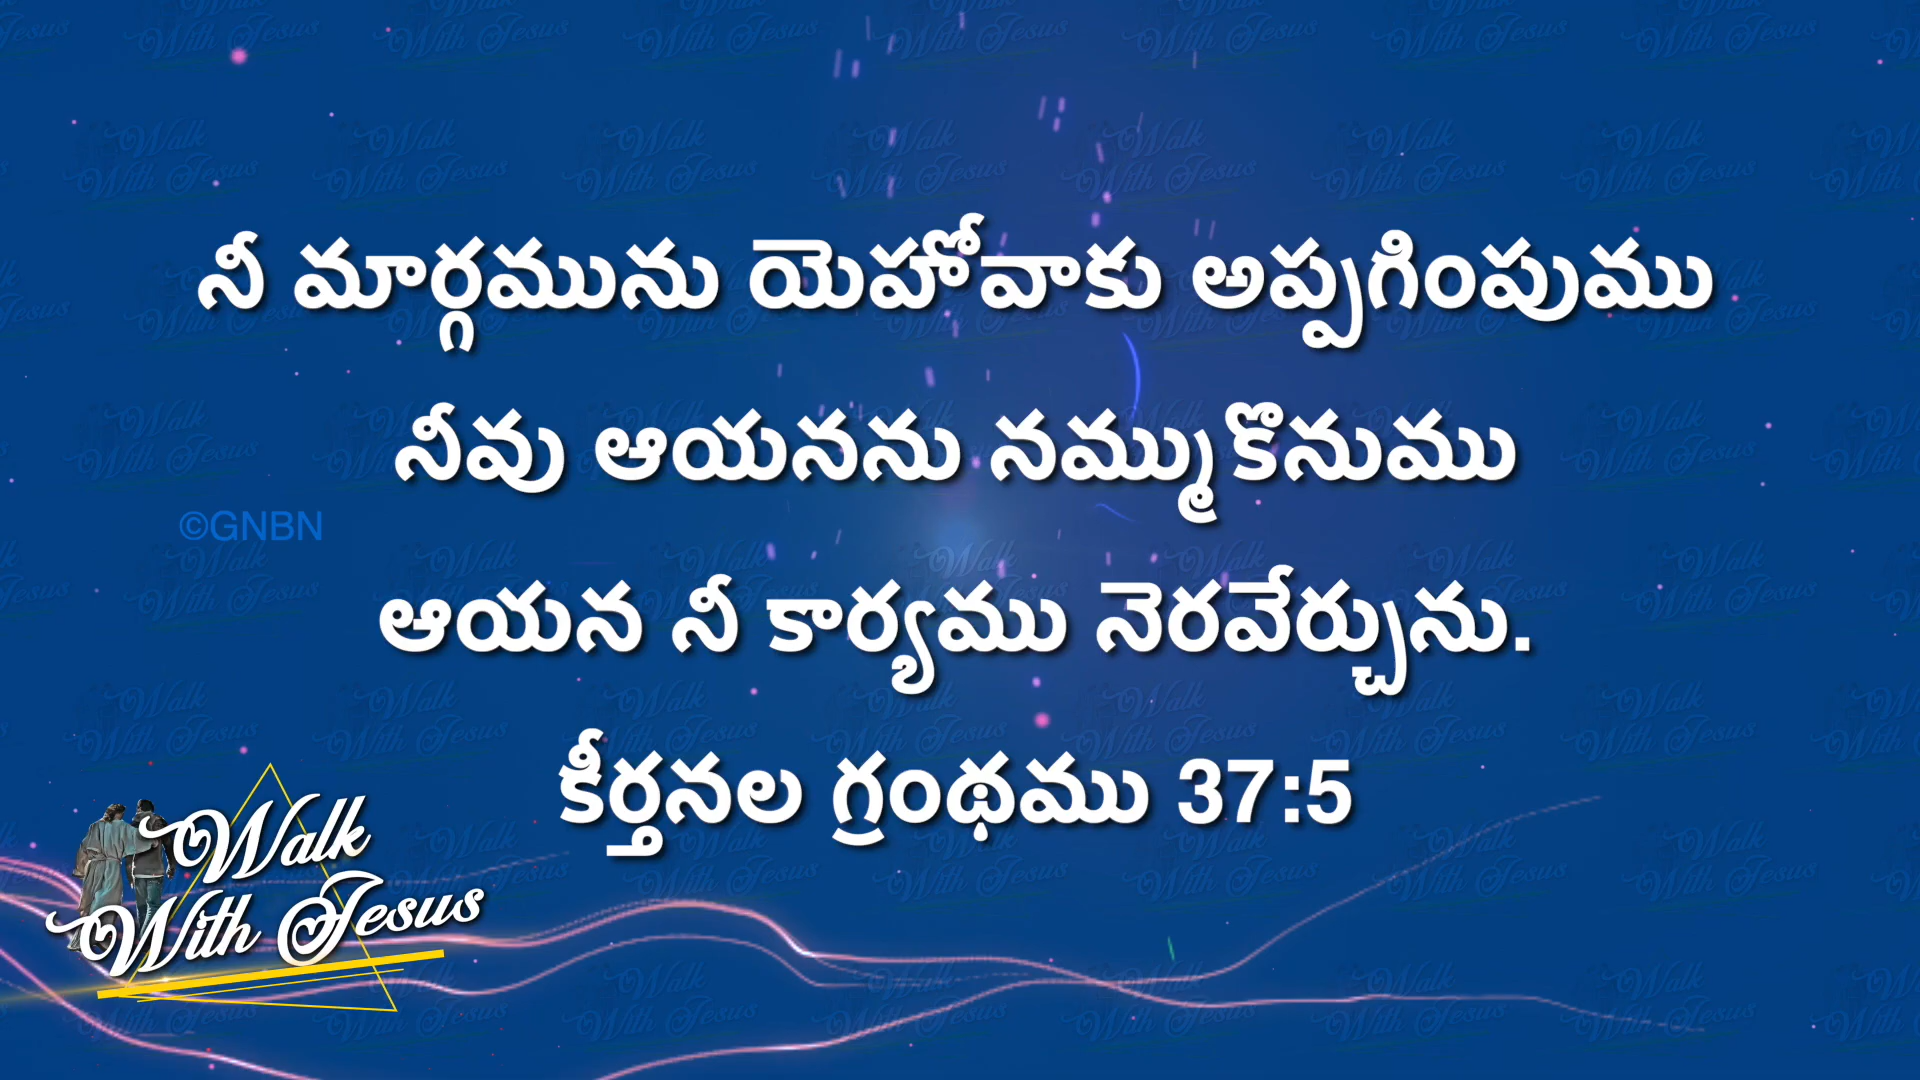 నీ మార్గమును యెహోవాకు అప్పగింపుము
నీవు ఆయనను నమ్ముకొనుము
©GNBN
ఆయన నీ కార్యము నెరవేర్చును.
కీర్తనల గ్రంథము 37:5
Walk
With Jesus